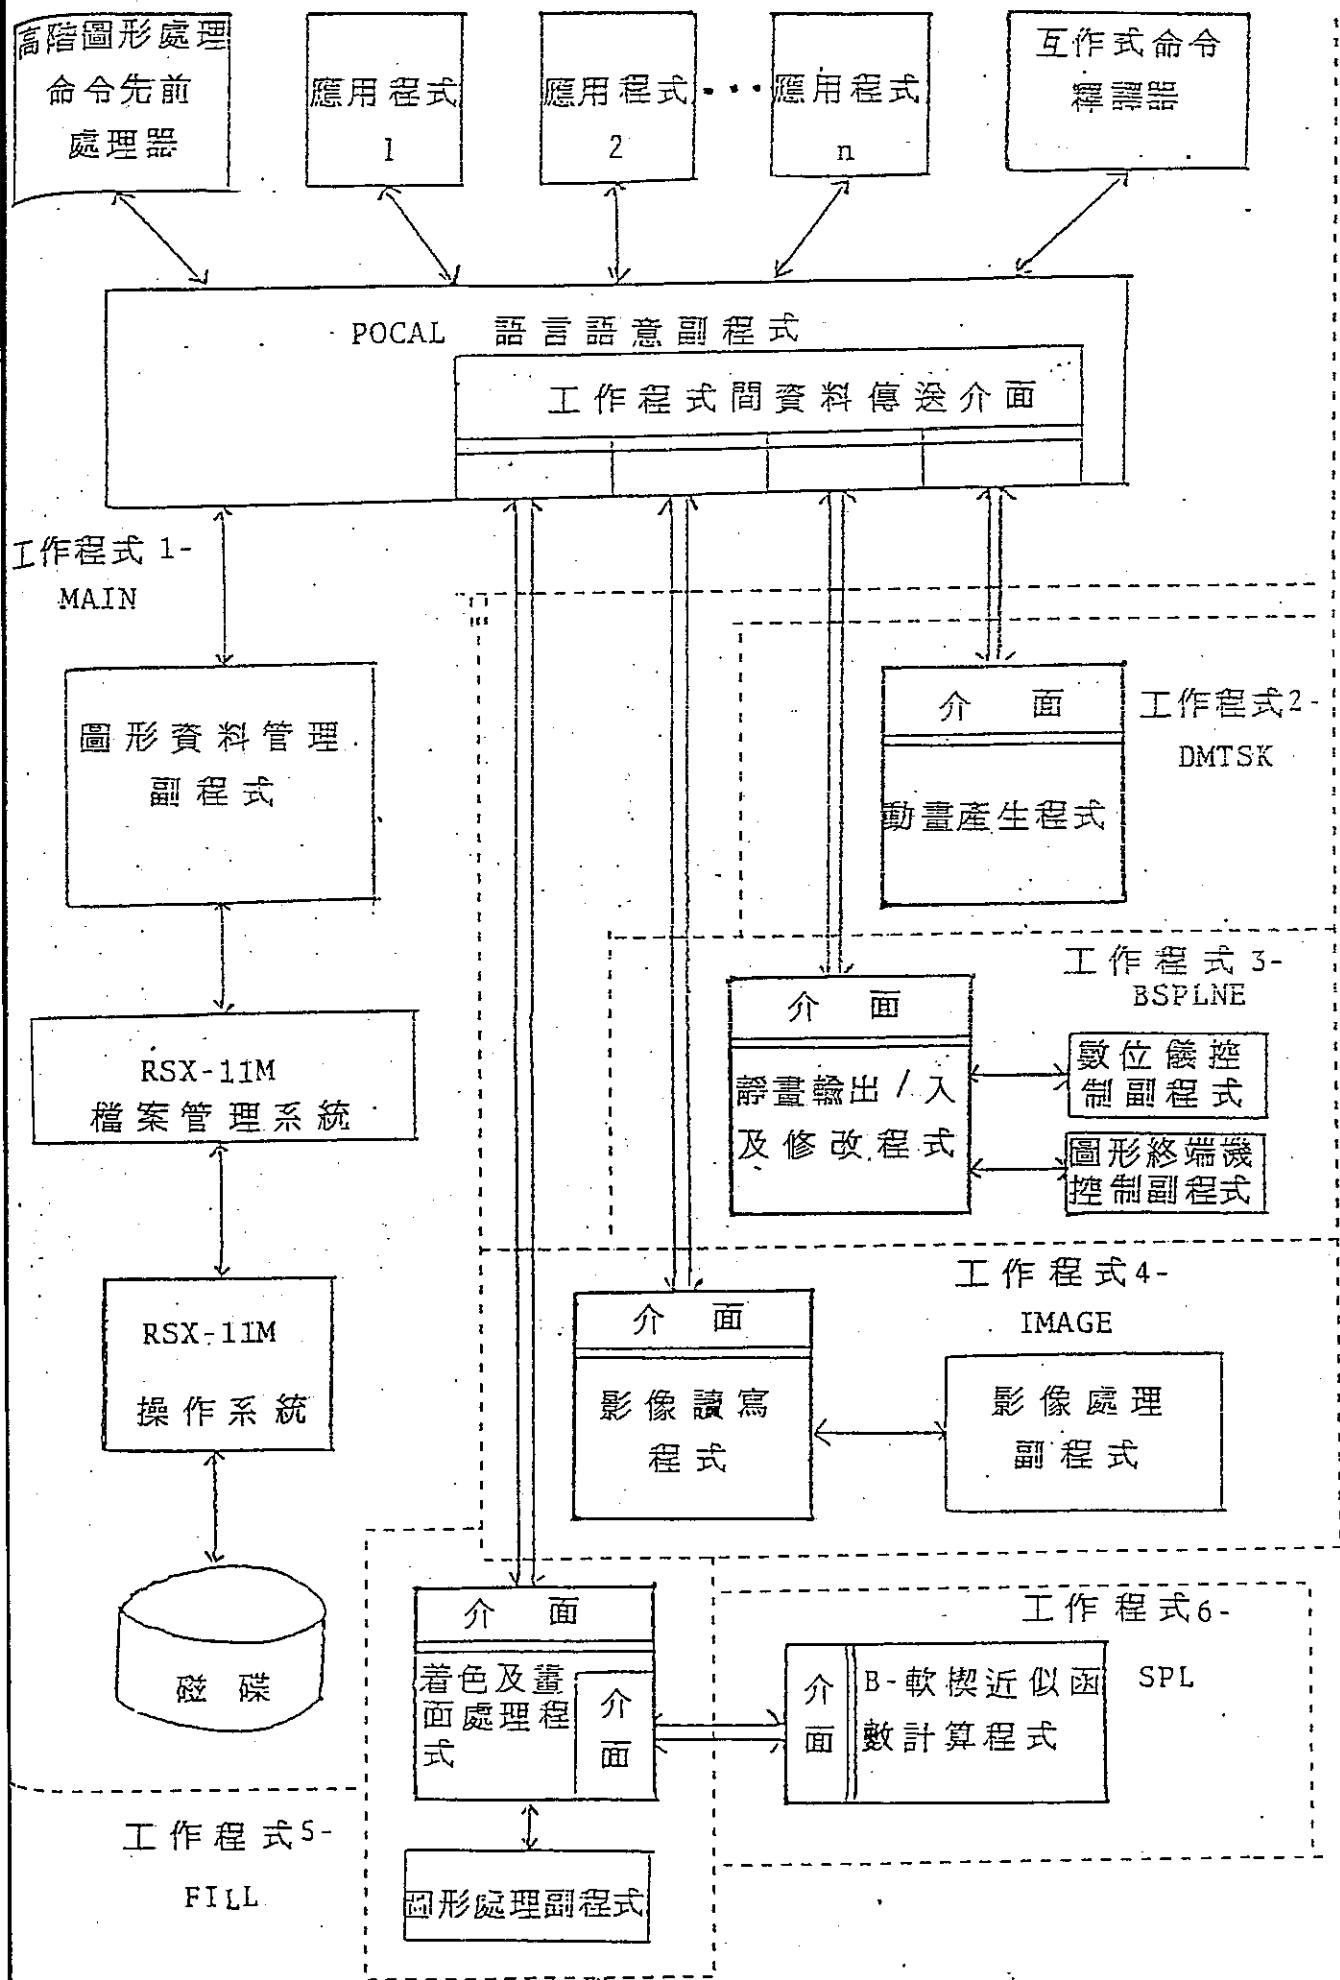 高階圖形處理
命令先前
處理器
應用程式
1
應用程式
2
•••
應用程式
n
互作式命令
釋譯器
POCAL 語言語意副程式
工作程式間資料傳送介面
工作程式 1-
MAIN
圖形資料管理
副程式
RSX-11M
檔案管理系統
RSX-11M
操作系統
磁碟
介面
動畫產生程式
工作程式2-
DMTSK
工作程式 3-
BSPLNE
介面
靜畫輸出/入
及修改程式
數位儀控
制副程式
圖形終端機
控制副程式
工作程式4-
IMAGE
介面
影像讀寫
程式
影像處理
副程式
介面
着色及畫
面處理程
式
介
面
圖形處理副程式
工作程式5-
FILL
工作程式6-
SPL
介
面
B-軟楔近似函
數計算程式